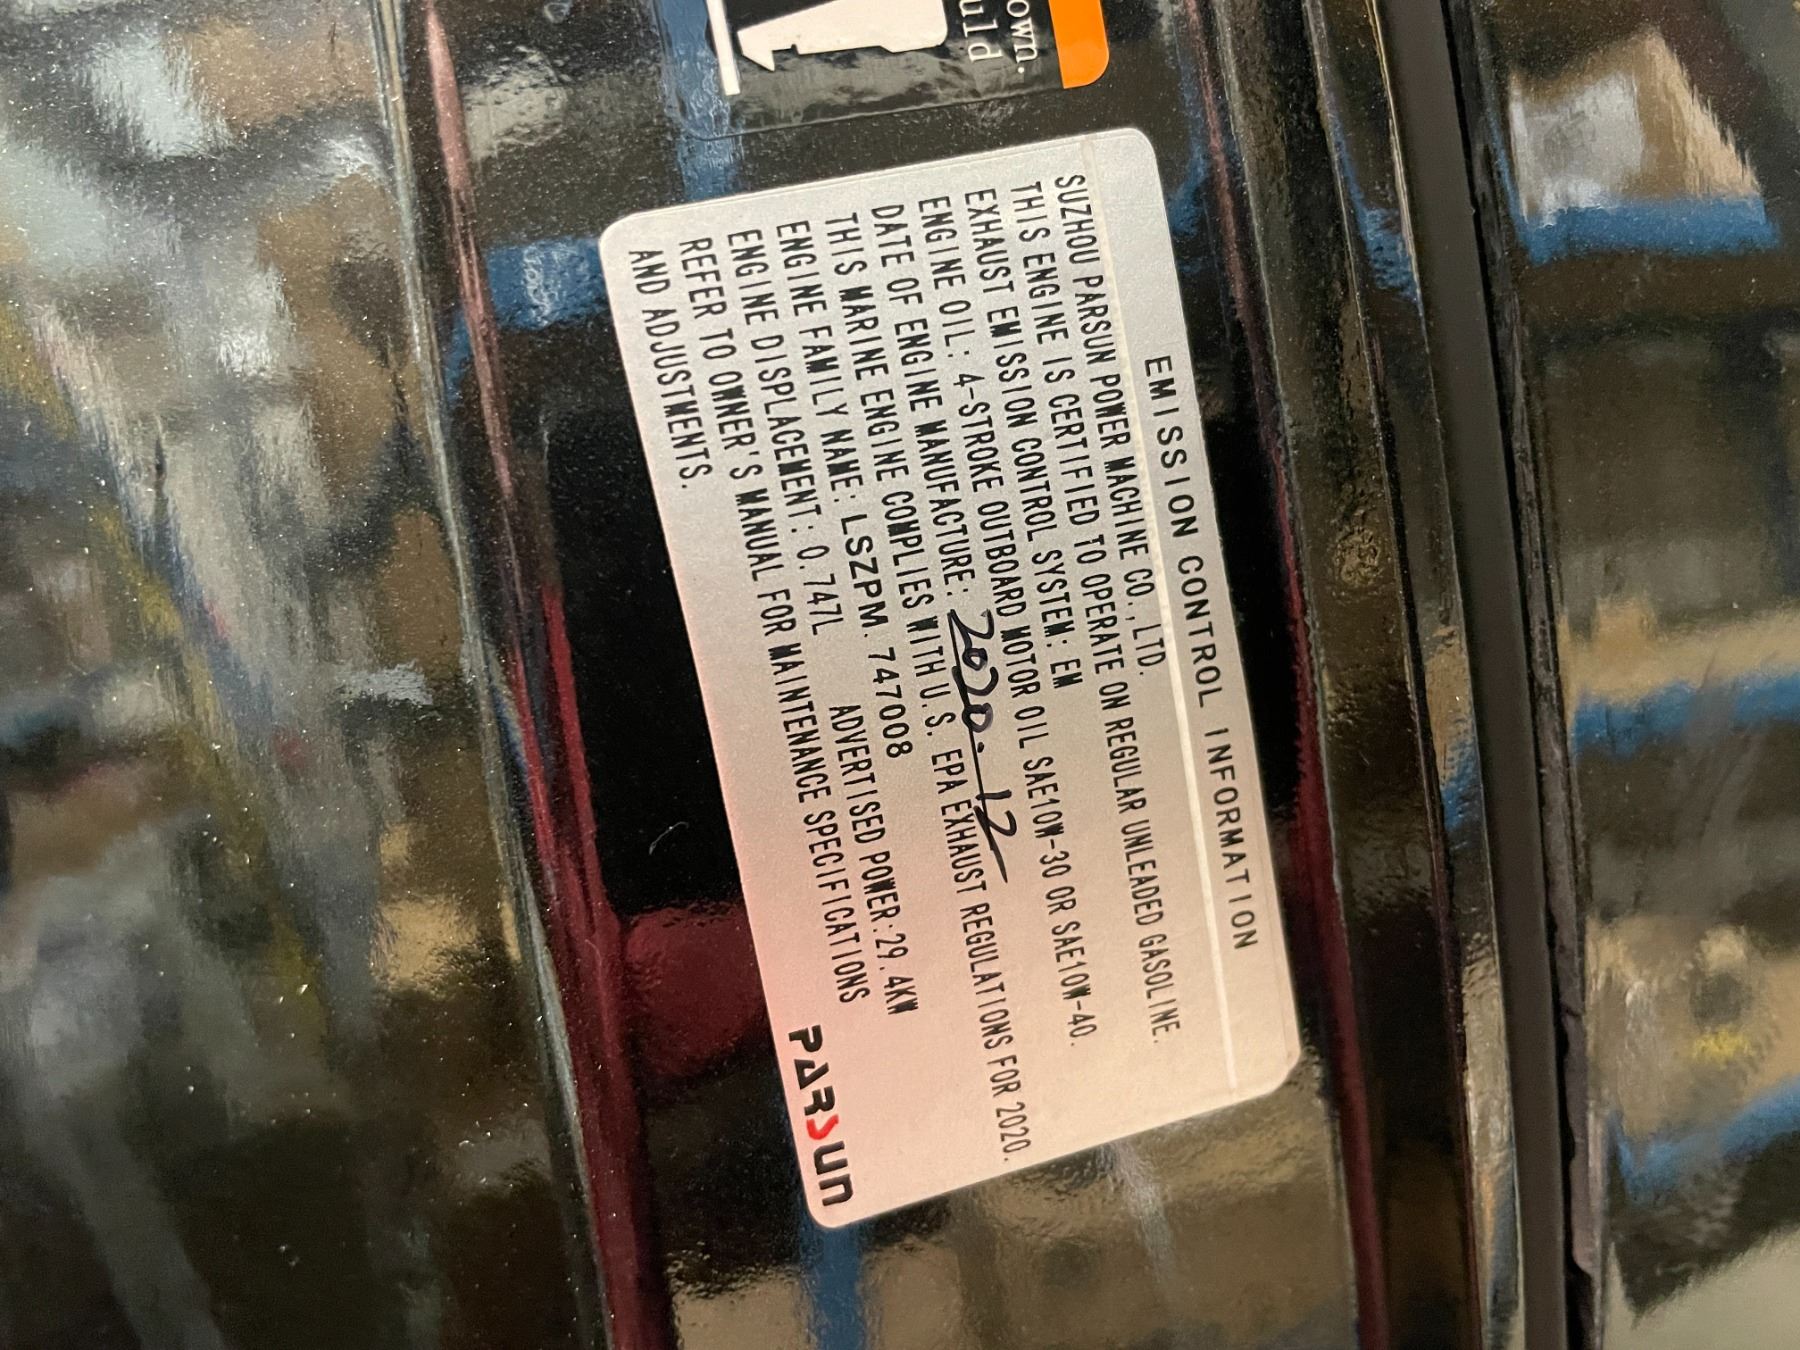 own.
uld
EMISSION CONTROL INFORMATION
SUZHOU PARSUN POWER MACHINE CO.,LTD.
THIS ENGINE IS CERTIFIED TO OPERATE ON REGULAR UNLEADED GASOLINE.
EXHAUST EMISSION CONTROL SYSTEM: EM
ENGINE OIL: 4-STROKE OUTBOARD MOTOR OIL SAE10W-30 OR SAE10W-40.
DATE OF ENGINE MANUFACTURE: 2020.12
THIS MARINE ENGINE COMPLIES WITH U.S. EPA EXHAUST REGULATIONS FOR 2020.
ENGINE FAMILY NAME: LSZPM.747008
ENGINE DISPLACEMENT: 0.747L ADVERTISED POWER:29.4KW
REFER TO OWNER'S MANUAL FOR MAINTENANCE SPECIFICATIONS
AND ADJUSTMENTS.
PARSUN